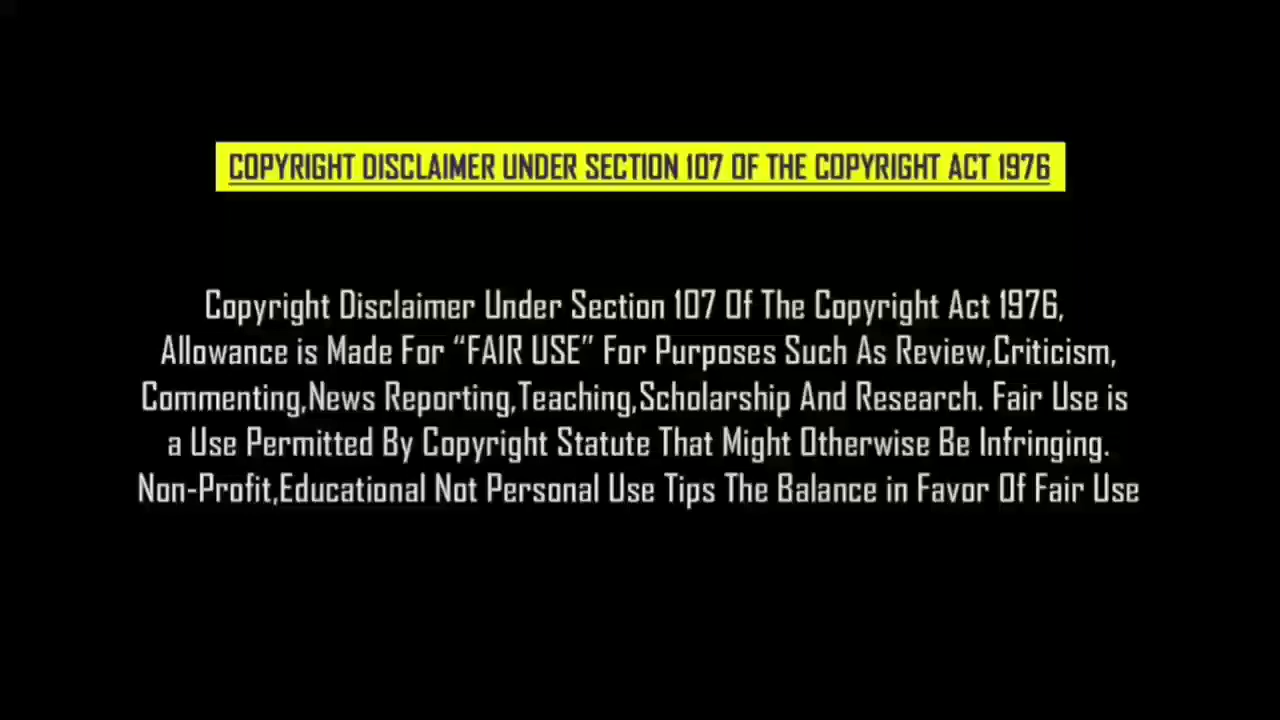 COPYRIGHT DISCLAIMER UNDER SECTION 107 OF THE COPYRIGHT ACT 1976
Copyright Disclaimer Under Section 107 Of The Copyright Act 1976,
Allowance is Made For “FAIR USE” For Purposes Such As Review,Criticism,
Commenting,News Reporting,Teaching,Scholarship And Research. Fair Use is
a Use Permitted By Copyright Statute That Might Otherwise Be Infringing.
Non-Profit,Educational Not Personal Use Tips The Balance in Favor Of Fair Use